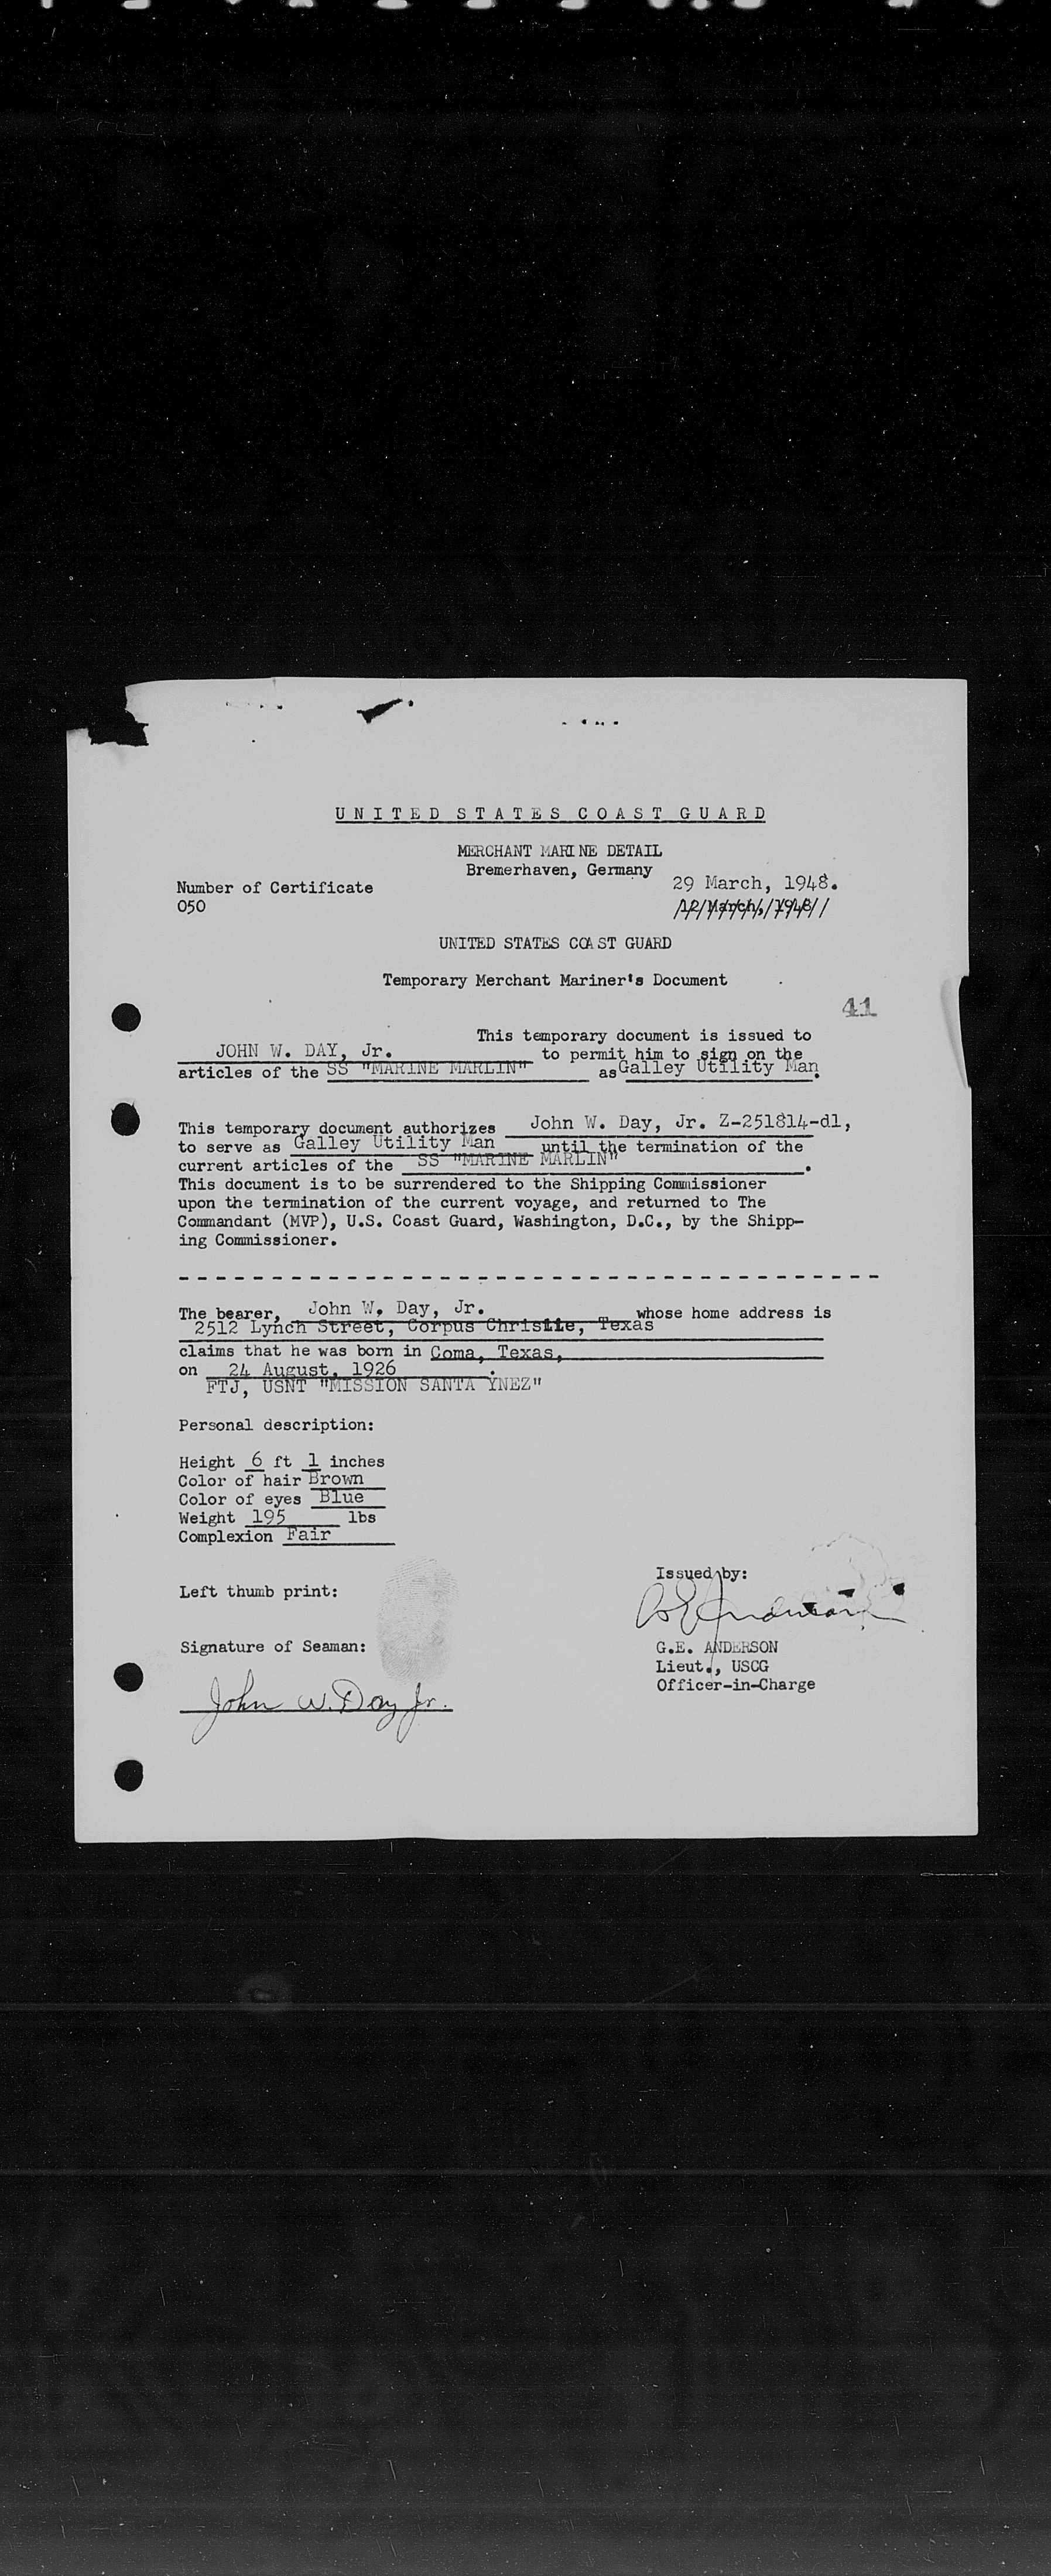 UNITED STATES COAST GUARD
MERCHANT MARINE DETAIL
Bremerhaven, Germany
29 March, 1948.
Number of Certificate
050
12 March, 1948
UNITED STATES COAST GUARD
Temporary Merchant Mariner's Document
41
This temporary document is issued to
JOHN W. DAY, Jr. to permit him to sign on the
articles of the SS "MARINE MARLIN" as Galley Utility Man.
This temporary document authorizes John W. Day, Jr. Z-251814-d1,
to serve as Galley Utility Man until the termination of the
current articles of the SS "MARINE MARLIN".
This document is to be surrendered to the Shipping Commissioner
upon the termination of the current voyage, and returned to The
Commandant (MVP), U.S. Coast Guard, Washington, D.C., by the Shipp-
ing Commissioner.
The bearer, John W. Day, Jr. whose home address is
2512 Lynch Street, Corpus Christie, Texas
claims that he was born in Coma, Texas,
on 24 August, 1926.
FTJ, USNT "MISSION SANTA YNEZ"
Personal description:
Height 6 ft 1 inches
Color of hair Brown
Color of eyes Blue
Weight 195 lbs
Complexion Fair
Left thumb print:
Issued by:
G E Anderson
Signature of Seaman:
G.E. ANDERSON
Lieut., USCG
Officer-in-Charge
John W. Day Jr.